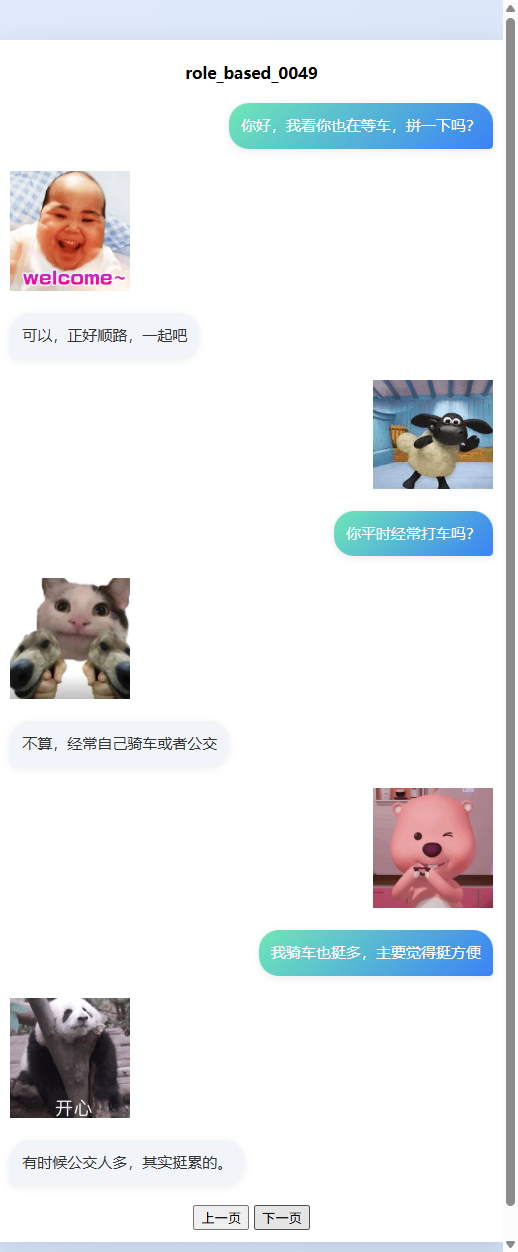 role_based_0049
你好，我看你也在等车，拼一下吗？
welcome~
可以，正好顺路，一起吧
你平时经常打车吗？
不算，经常自己骑车或者公交
我骑车也挺多，主要觉得挺方便
开心
有时候公交人多，其实挺累的。
上一页 下一页